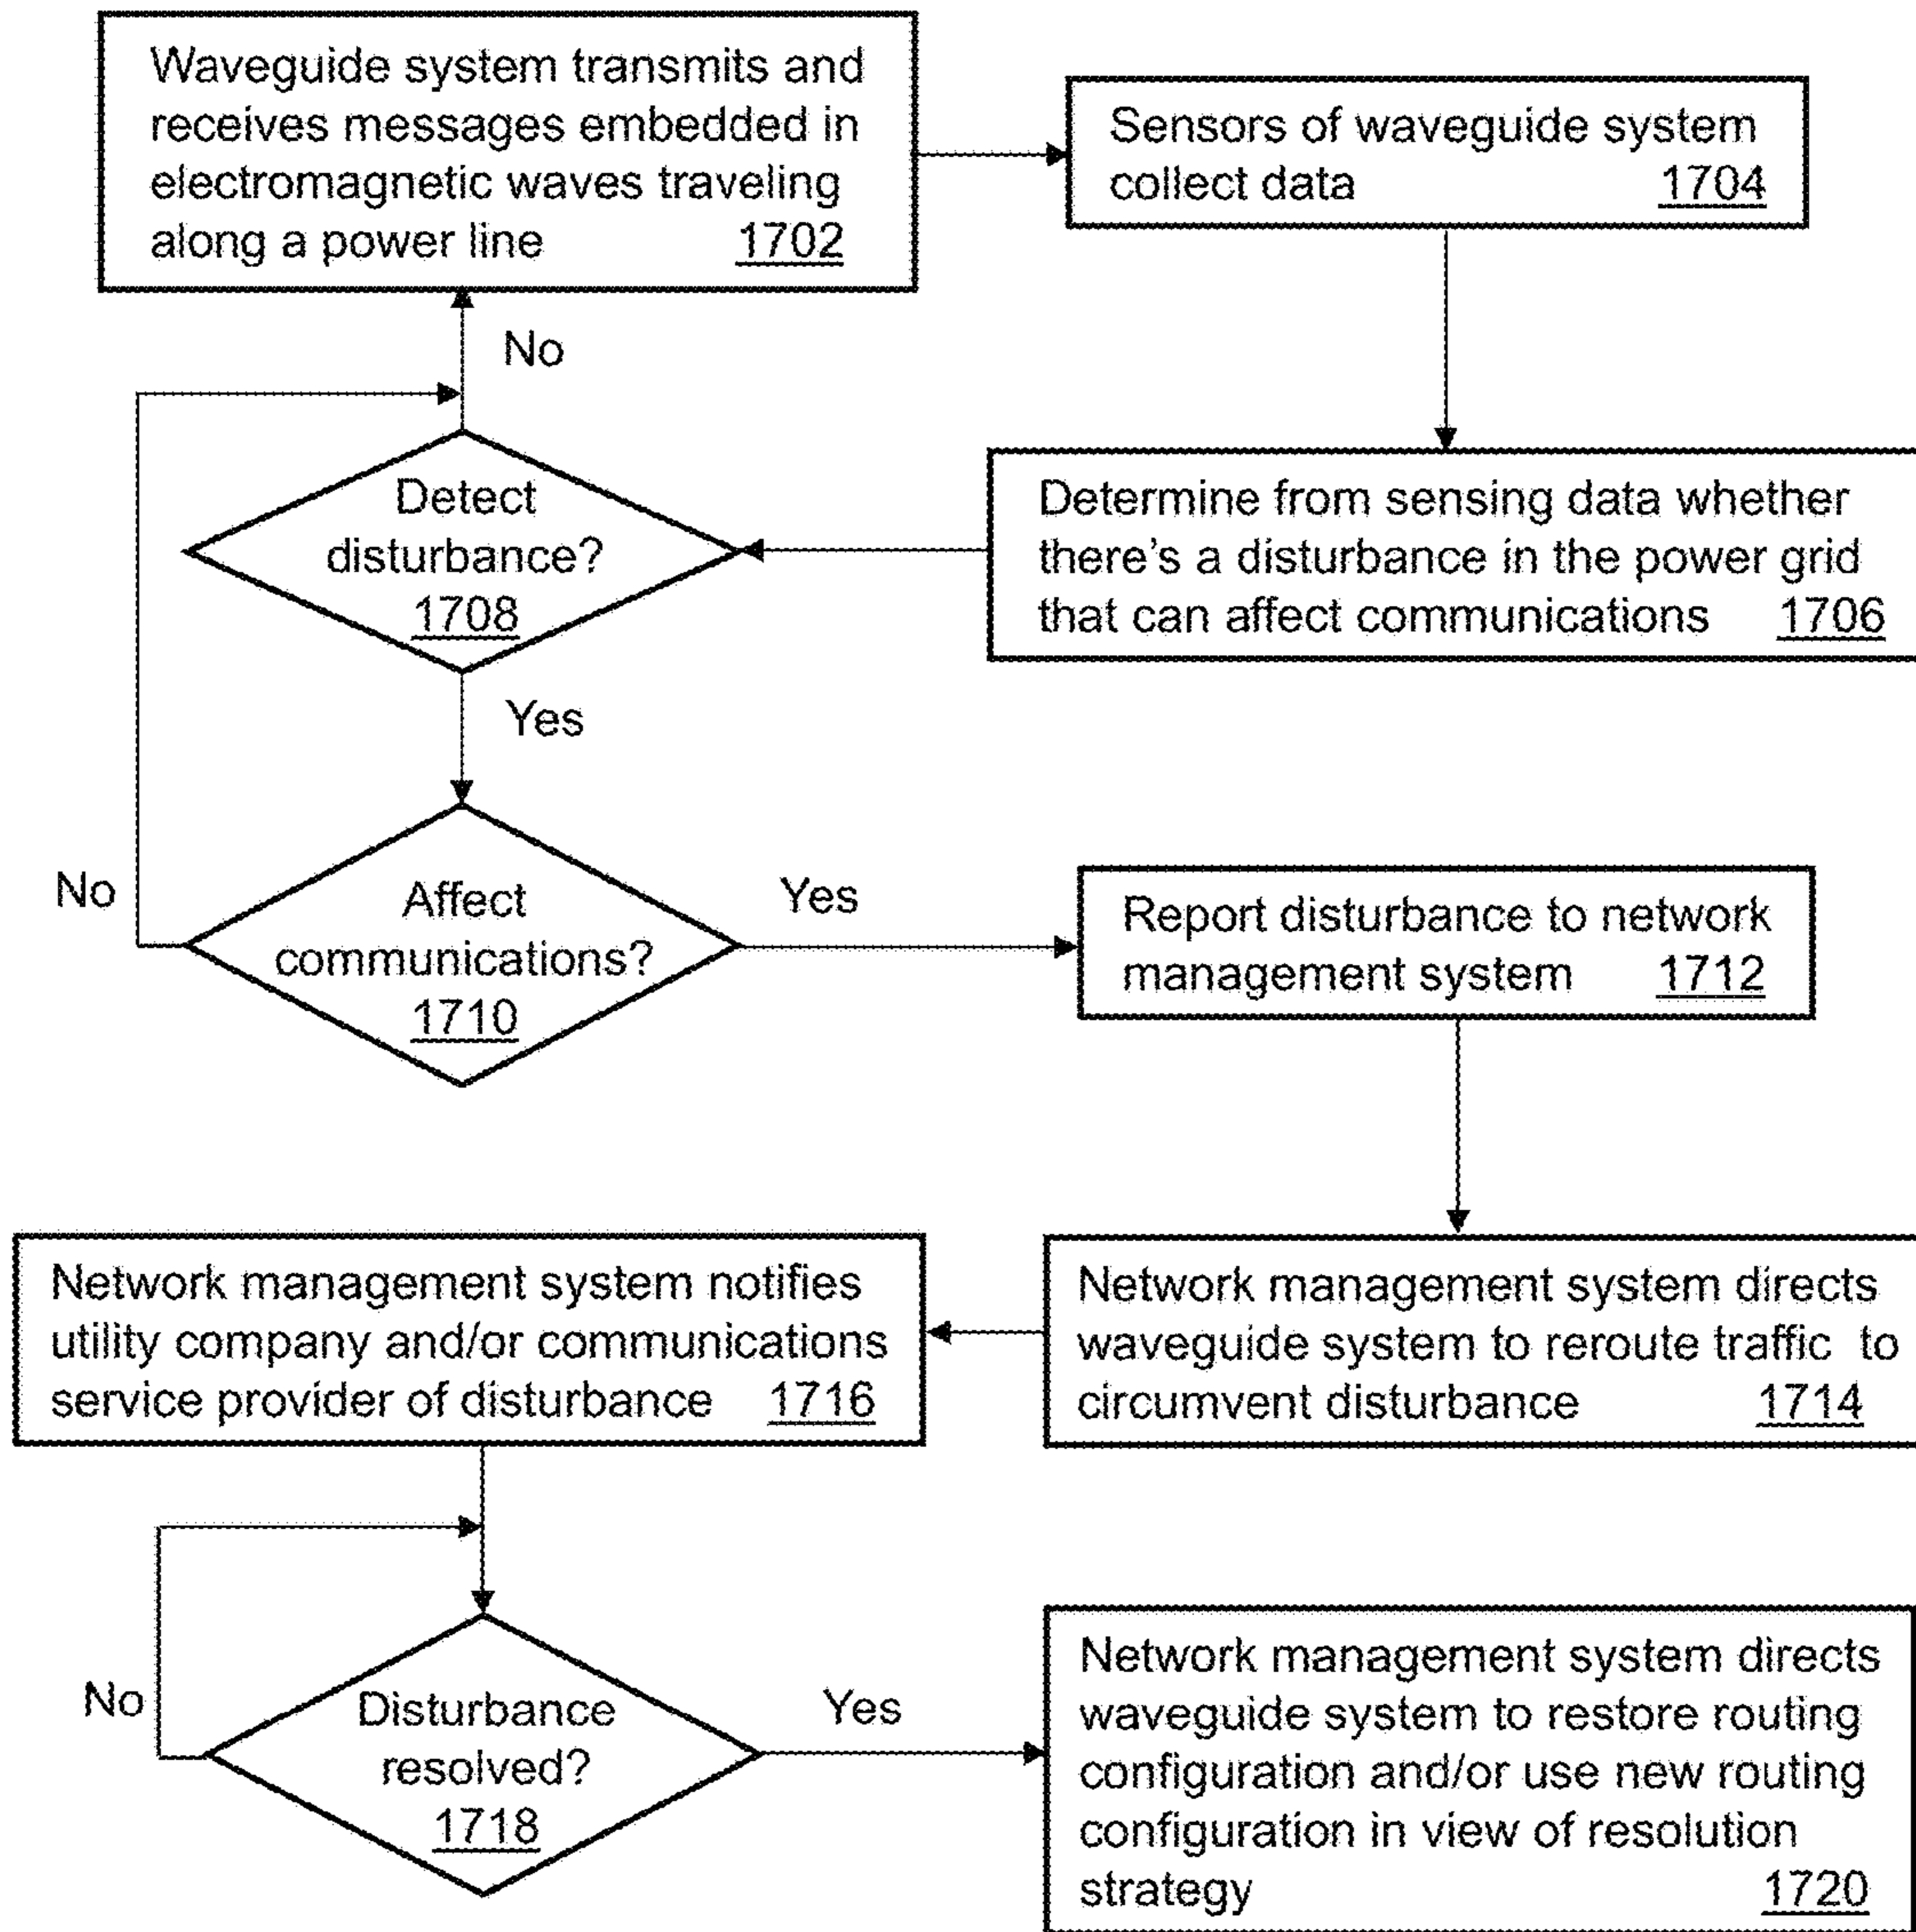 Waveguide system transmits and
receives messages embedded in
electromagnetic waves traveling
along a power line 1702
Sensors of waveguide system
collect data 1704
No
Detect
disturbance?
1708
Determine from sensing data whether
there's a disturbance in the power grid
that can affect communications 1706
Yes
No
Affect
communications?
1710
Yes
Report disturbance to network
management system 1712
Network management system notifies
utility company and/or communications
service provider of disturbance 1716
Network management system directs
waveguide system to reroute traffic to
circumvent disturbance 1714
No
Disturbance
resolved?
1718
Yes
Network management system directs
waveguide system to restore routing
configuration and/or use new routing
configuration in view of resolution
strategy 1720